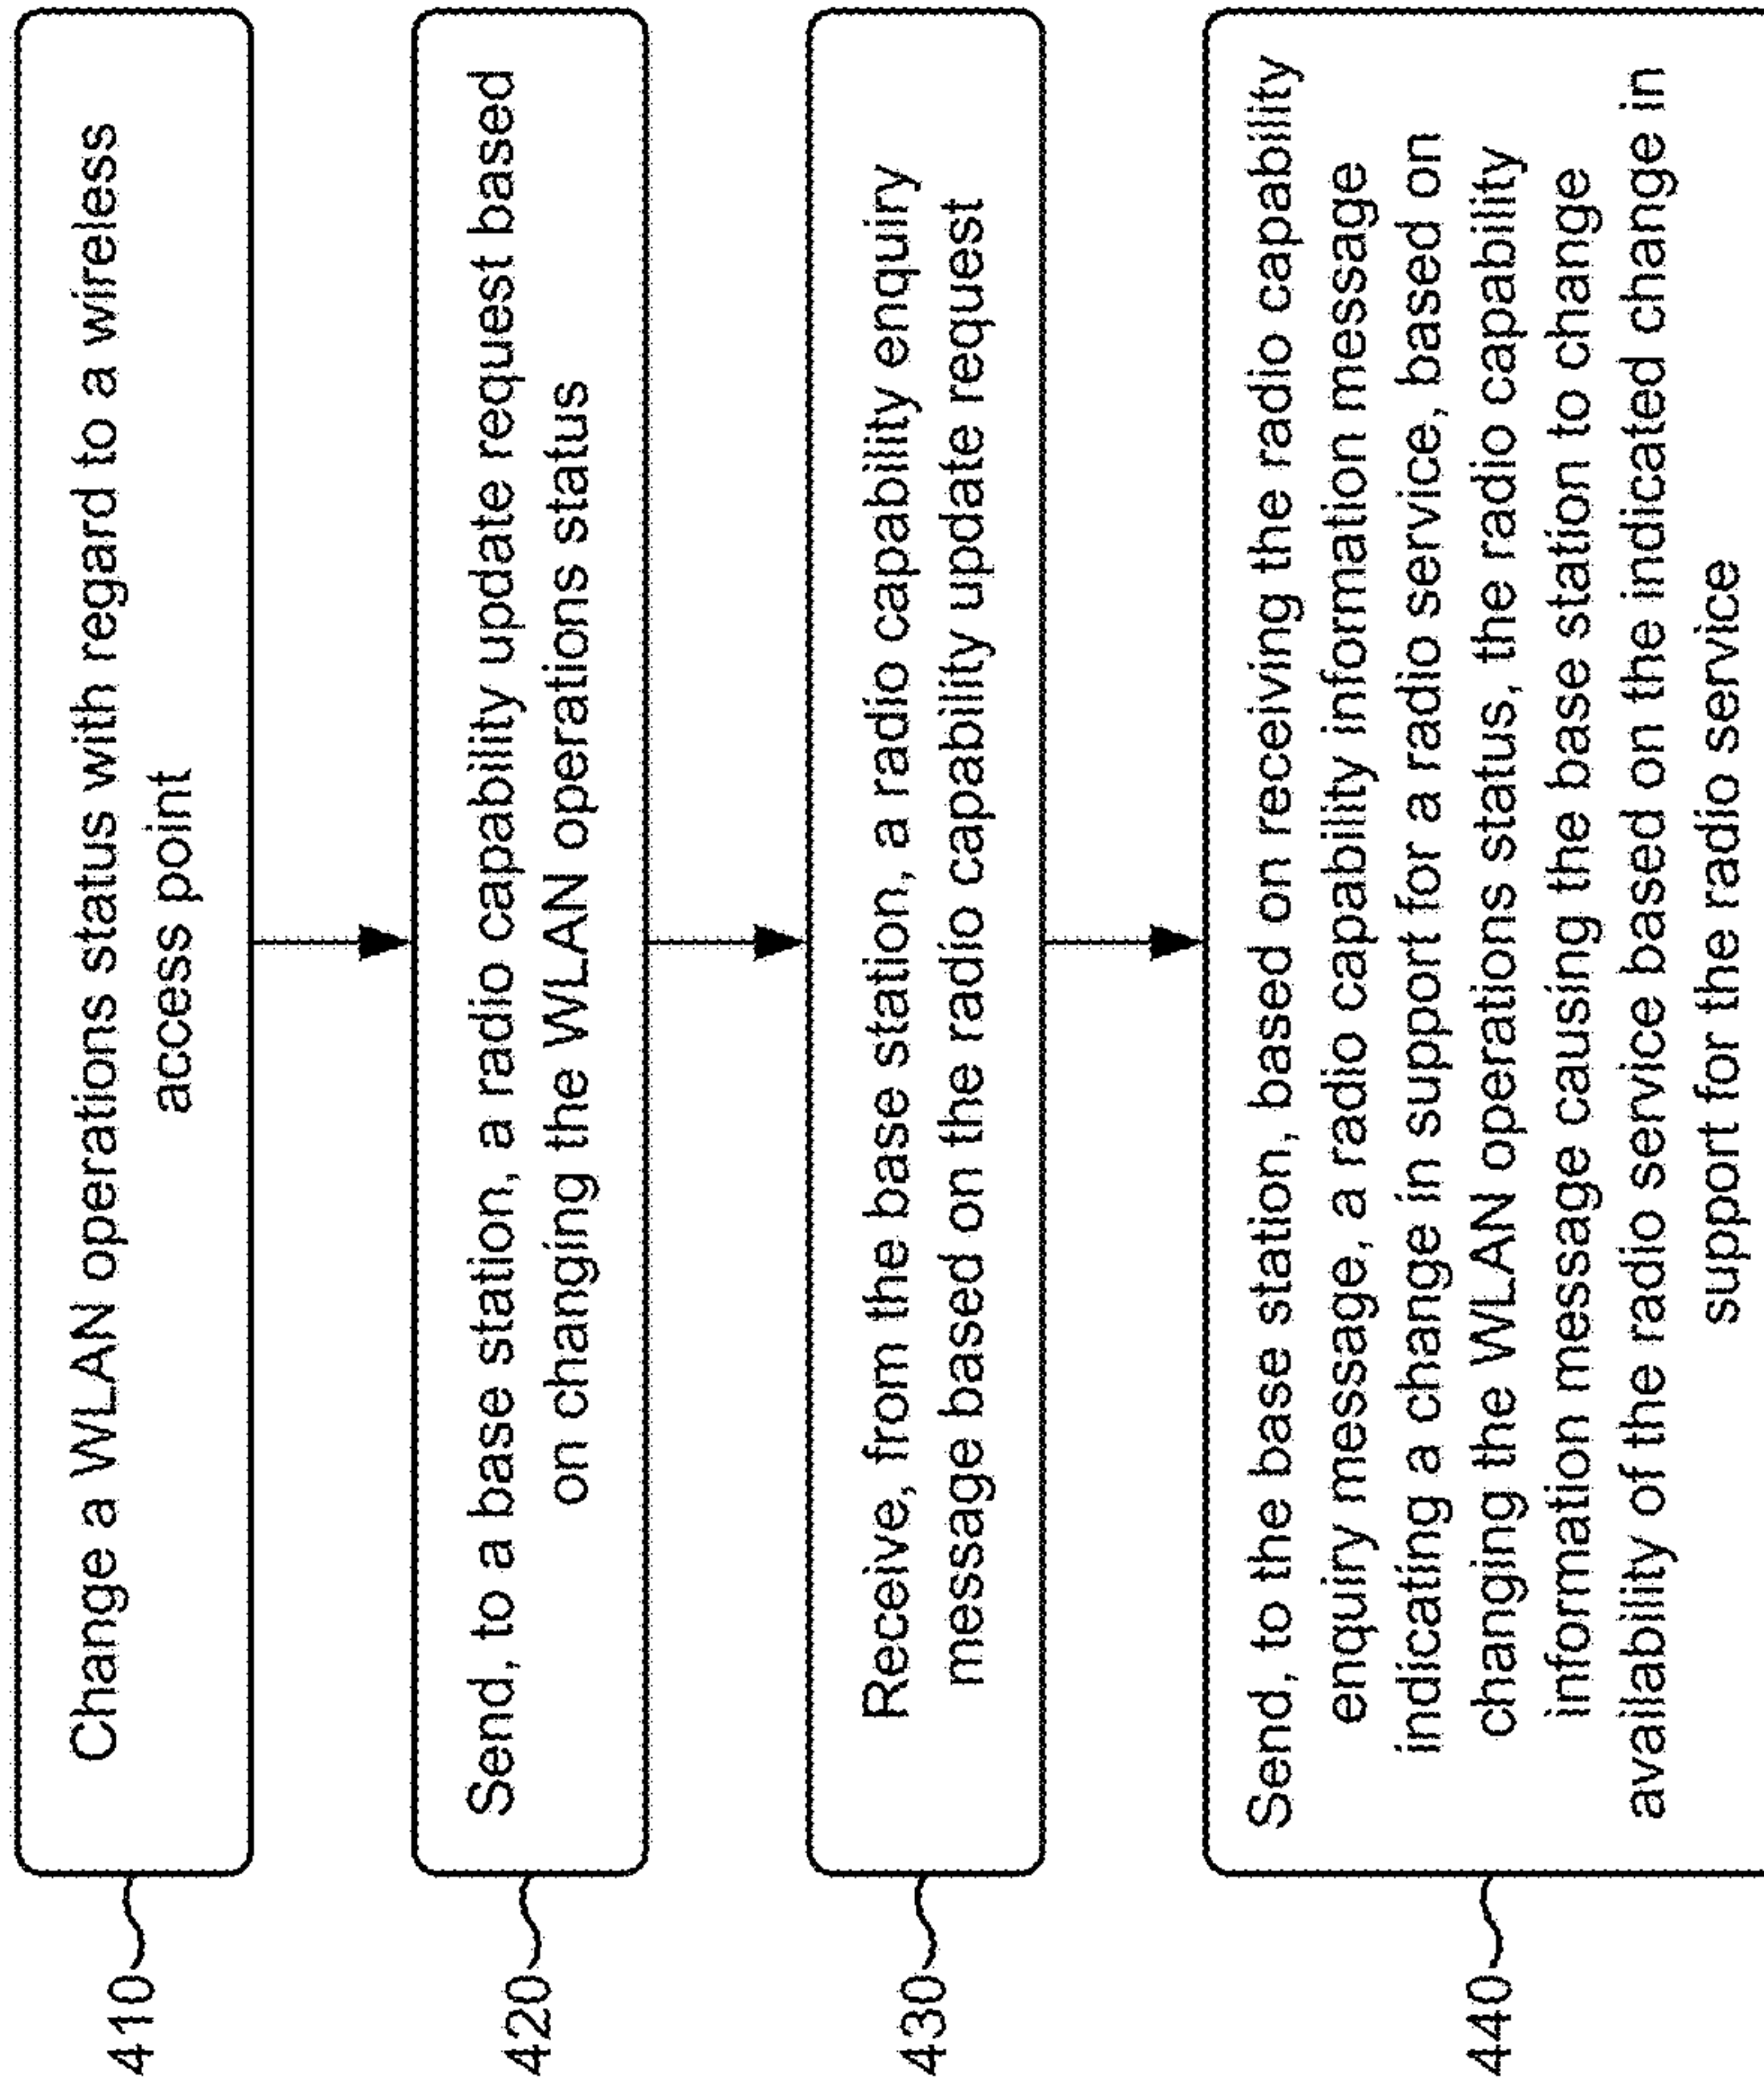 410
Change a WLAN operations status with regard to a wireless
access point
420
Send, to a base station, a radio capability update request based
on changing the WLAN operations status
430
Receive, from the base station, a radio capability enquiry
message based on the radio capability update request
440
Send, to the base station, based on receiving the radio capability
enquiry message, a radio capability information message
indicating a change in support for a radio service, based on
changing the WLAN operations status, the radio capability
information message causing the base station to change
availability of the radio service based on the indicated change in
support for the radio service